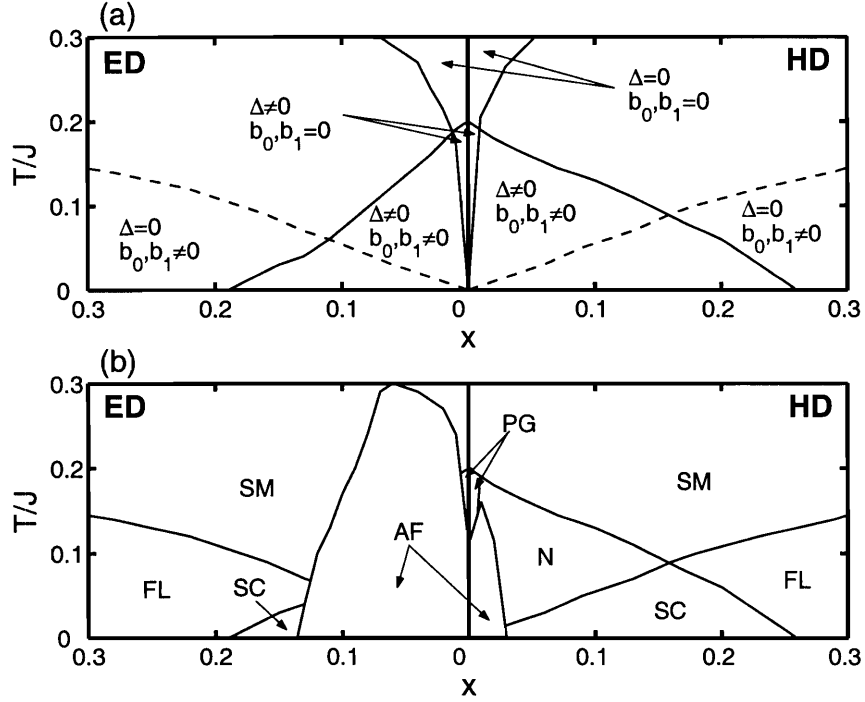 (a)
0.3
ED
HD
Δ=0
b0,b1=0
Δ≠0
b0,b1=0
0.2
T/J
Δ≠0
b0,b1≠0
Δ≠0
b0,b1≠0
0.1
Δ=0
b0,b1≠0
Δ=0
b0,b1≠0
0
0.3 0.2 0.1 0 0.1 0.2 0.3
x
(b)
0.3
ED
HD
PG
0.2
SM
SM
T/J
AF
0.1
N
FL
SC
FL
SC
0
0.3 0.2 0.1 0 0.1 0.2 0.3
x